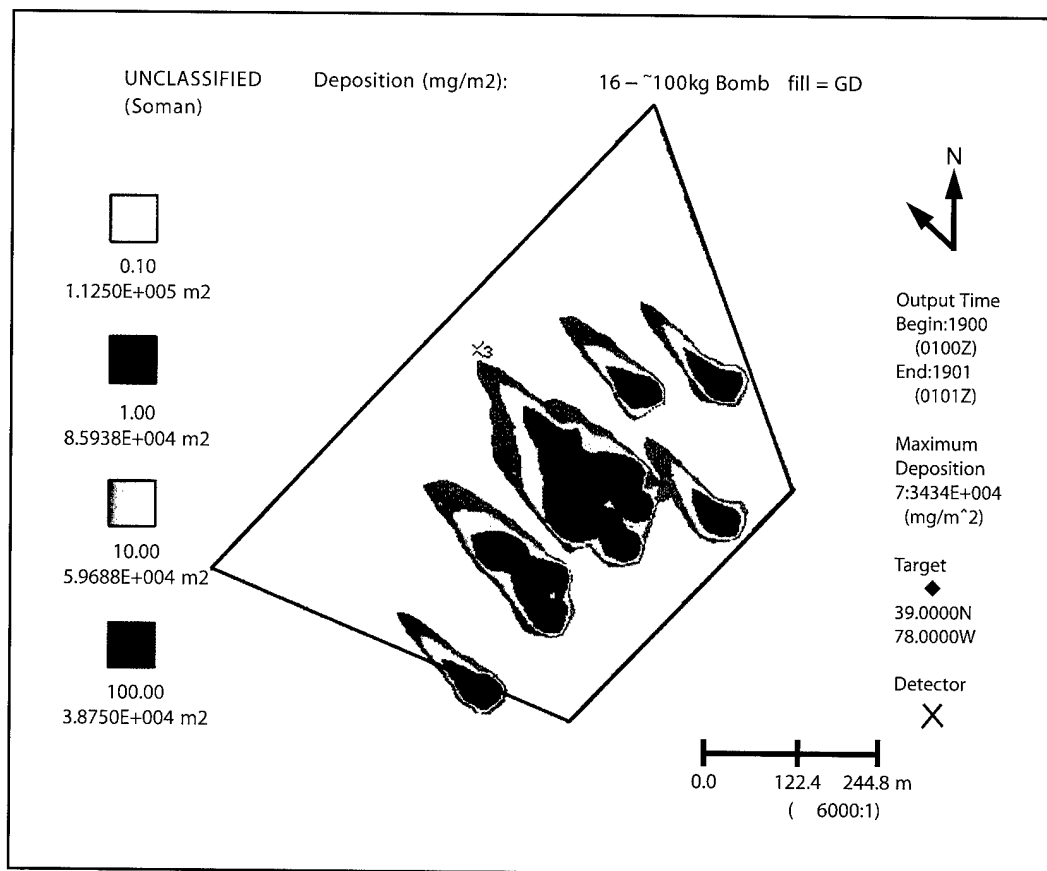 UNCLASSIFIED
(Soman)
Deposition (mg/m2):
16 – ~100kg Bomb fill = GD
0.10
1.1250E+005 m2
1.00
8.5938E+004 m2
10.00
5.9688E+004 m2
100.00
3.8750E+004 m2
3
N
Output Time
Begin:1900
(0100Z)
End:1901
(0101Z)
Maximum
Deposition
7:3434E+004
(mg/m^2)
Target
39.0000N
78.0000W
Detector
0.0 122.4 244.8 m
( 6000:1)